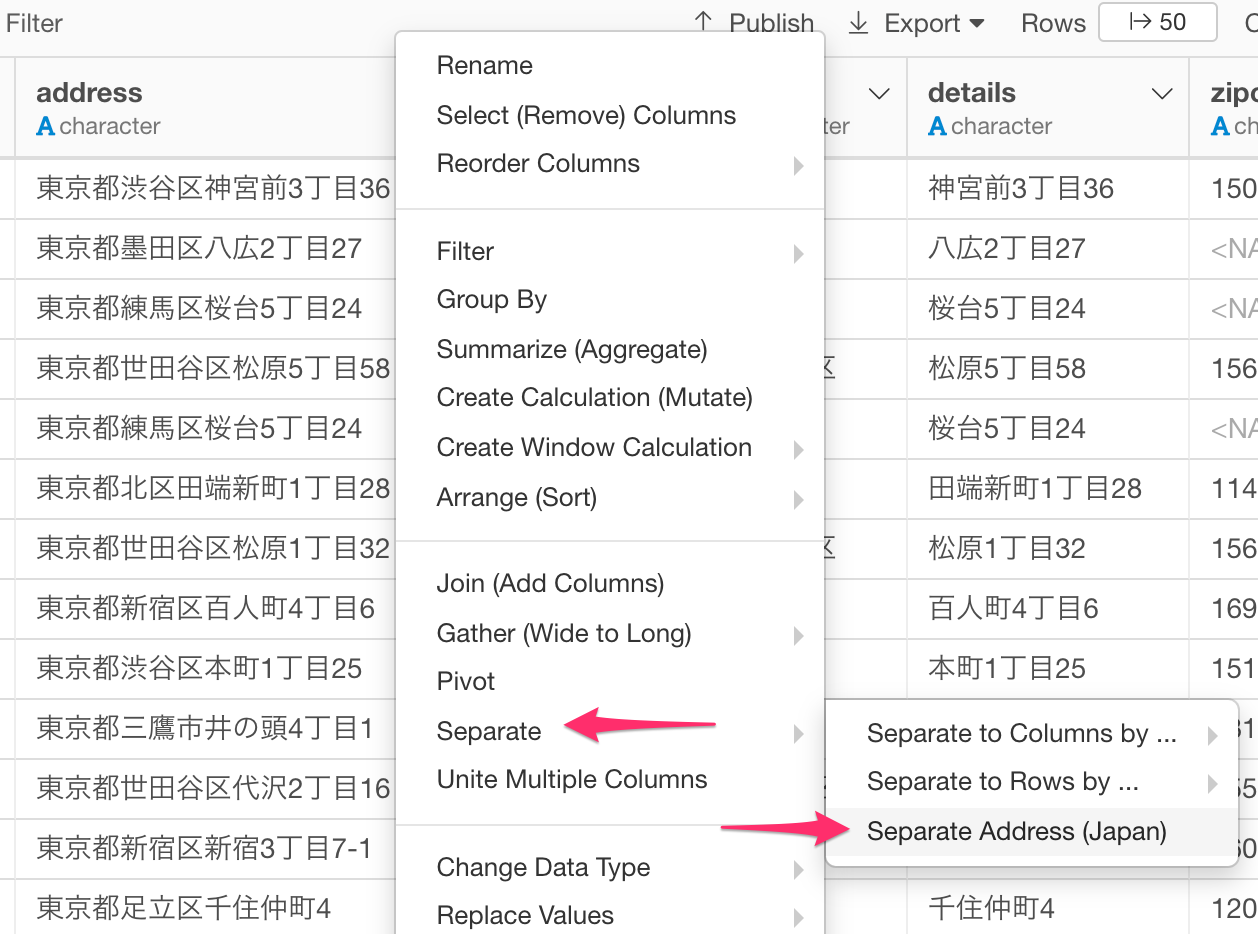 Filter
Publish
Export
Rows
50
address
character
details
character
東京都渋谷区神宮前3丁目36
東京都墨田区八広2丁目27
東京都練馬区桜台5丁目24
東京都世田谷区松原5丁目58
東京都練馬区桜台5丁目24
東京都北区田端新町1丁目28
東京都世田谷区松原1丁目32
東京都新宿区百人町4丁目6
東京都渋谷区本町1丁目25
東京都三鷹市井の頭4丁目1
東京都世田谷区代沢2丁目16
東京都新宿区新宿3丁目7-1
東京都足立区千住仲町4
Rename
Select (Remove) Columns
Reorder Columns
Filter
Group By
Summarize (Aggregate)
Create Calculation (Mutate)
Create Window Calculation
Arrange (Sort)
Join (Add Columns)
Gather (Wide to Long)
Pivot
Separate
Unite Multiple Columns
Change Data Type
Replace Values
Separate to Columns by ...
Separate to Rows by ...
Separate Address (Japan)
区
区
神宮前3丁目36
八広2丁目27
桜台5丁目24
松原5丁目58
桜台5丁目24
田端新町1丁目28
松原1丁目32
百人町4丁目6
本町1丁目25
千住仲町4
150
<NA
<NA
156
<NA
114
156
169
151
120